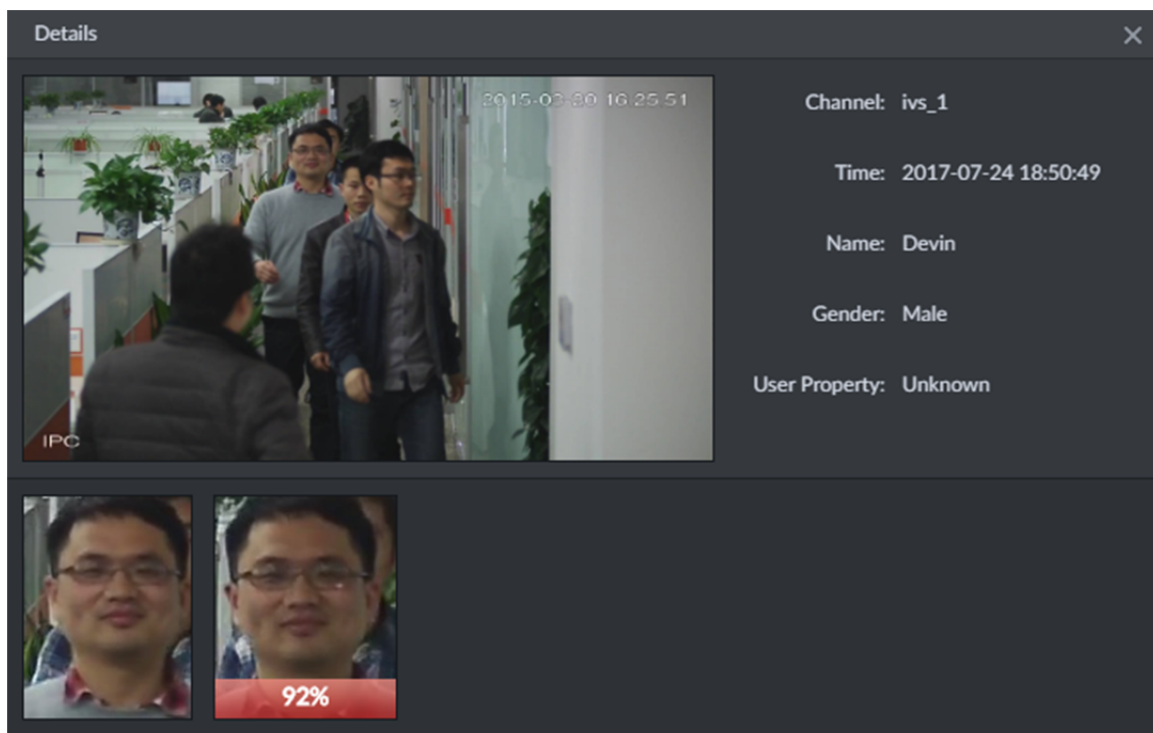 Details
2015-03-20 16:25:51
Channel: ivs_1
Time: 2017-07-24 18:50:49
Name: Devin
Gender: Male
User Property: Unknown
IPC
92%